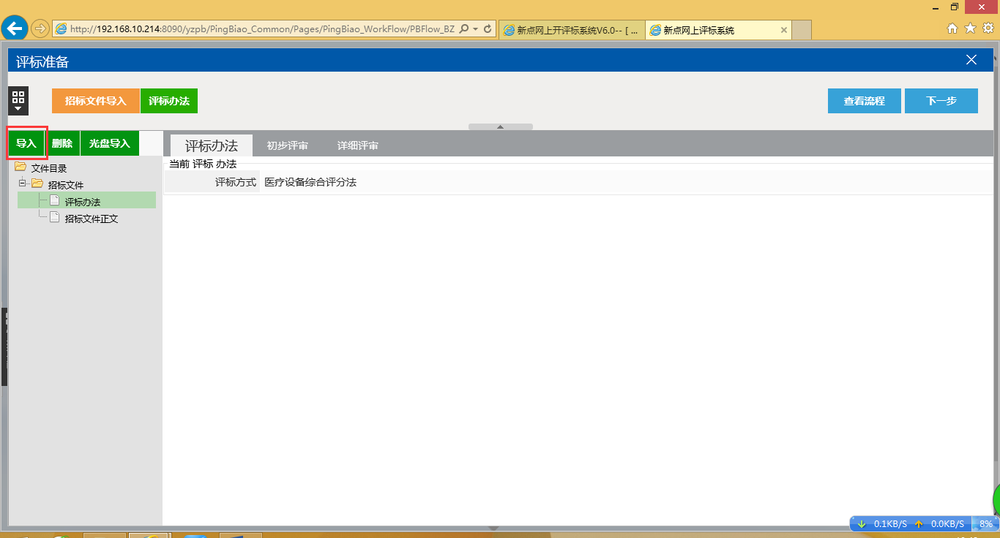 http://192.168.10.214:8090/yzpb/PingBiao_Common/Pages/PingBiao_WorkFlow/PBFlow_BZ
新点网上开评标系统V6.0-- [ ...
新点网上评标系统
评标准备
招标文件导入
评标办法
查看流程
下一步
导入
删除
光盘导入
评标办法
初步评审
详细评审
文件目录
招标文件
评标办法
招标文件正文
当前 评标 办法
评标方式
医疗设备综合评分法
0.1KB/S
0.0KB/S
8%